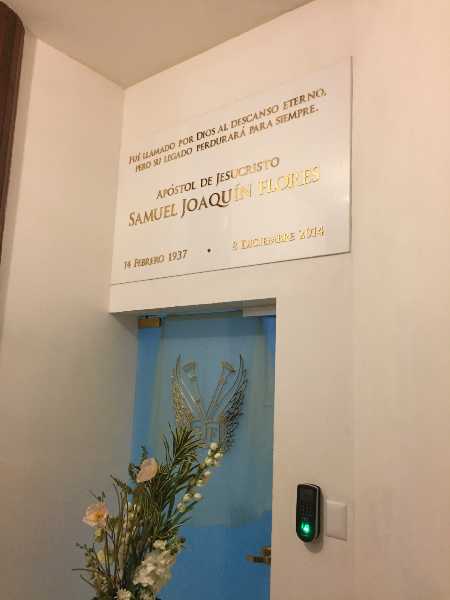 Fué llamado por Dios al descanso eterno,
pero su legado perdurará para siempre.
Apóstol de Jesucristo
Samuel Joaquín Flores
14 Febrero 1937 • 8 Diciembre 2014